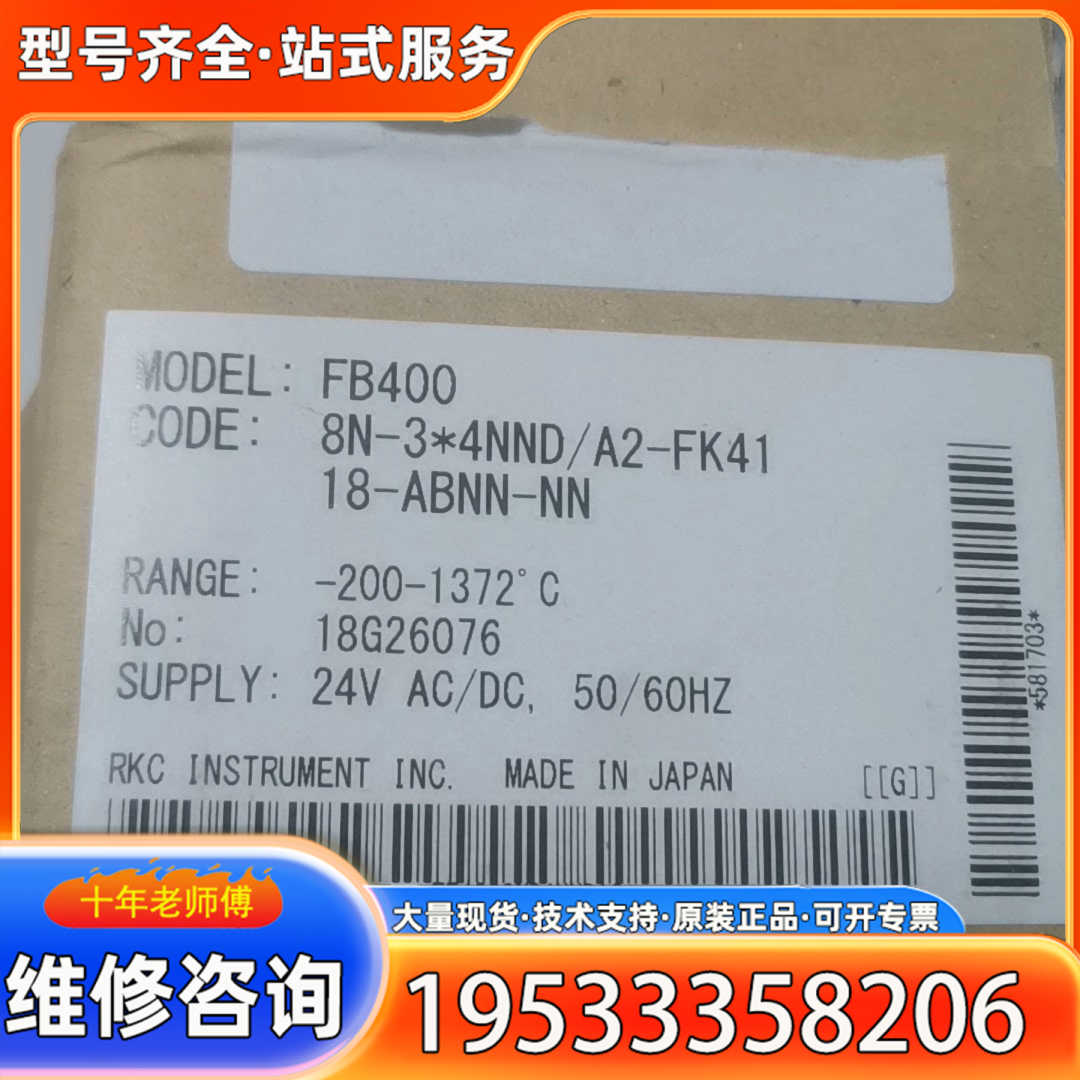 型号齐全·站式服务
MODEL: FB400
CODE: 8N-3*4NND/A2-FK41
18-ABNN-NN
RANGE: -200-1372°C
No: 18G26076
SUPPLY: 24V AC/DC, 50/60HZ
RKC INSTRUMENT INC. MADE IN JAPAN [[G]]
*581703*
十年老师傅
大量现货·技术支持·原装正品·可开专票
维修咨询
19533358206